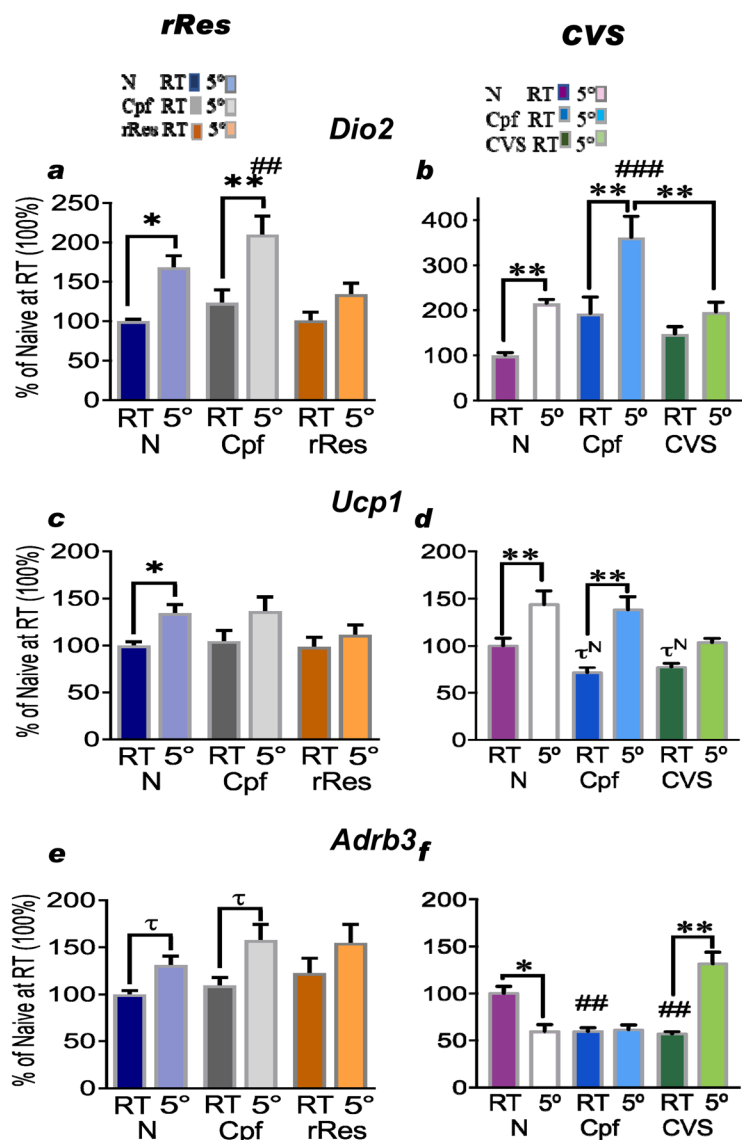 rRes CVS
N RT 5°
Cpf RT 5°
rRes RT 5°
N RT 5°
Cpf RT 5°
CVS RT 5°
Dio2
a
% of Naive at RT (100%)
250
200
150
100
50
0
* ** ##
RT 5° RT 5° RT 5°
N Cpf rRes
b
400
300
200
100
0
** ** ### **
RT 5° RT 5° RT 5°
N Cpf CVS
Ucp1
c
% of Naive at RT (100%)
200
150
100
50
0
*
RT 5° RT 5° RT 5°
N Cpf rRes
d
200
150
100
50
0
** ** τN τN
RT 5° RT 5° RT 5°
N Cpf CVS
Adrb3
e
% of Naive at RT (100%)
200
150
100
50
0
τ τ
RT 5° RT 5° RT 5°
N Cpf rRes
f
200
150
100
50
0
* ## ## **
RT 5° RT 5° RT 5°
N Cpf CVS